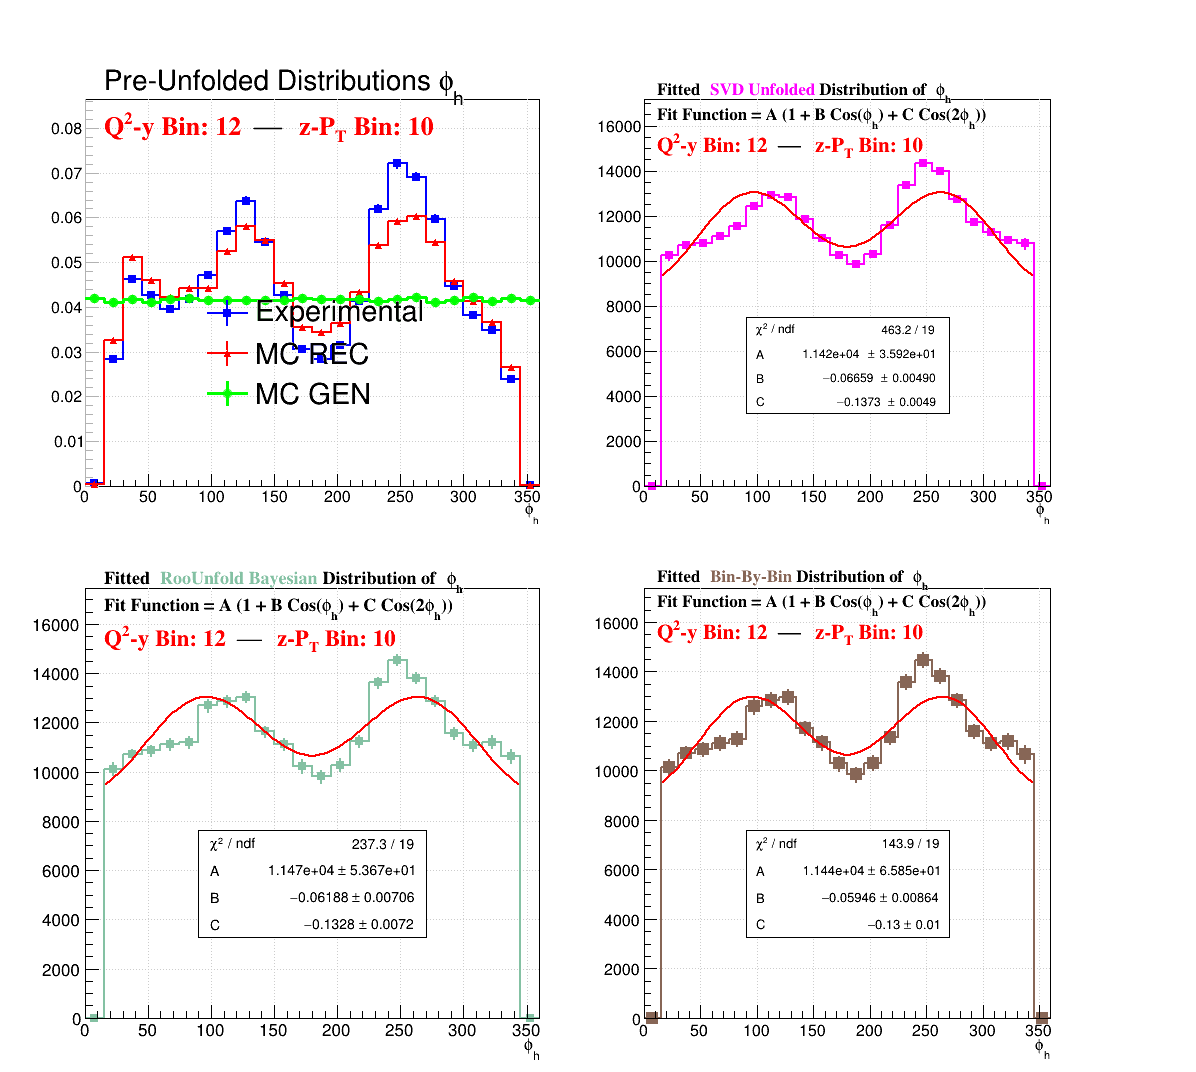 Pre-Unfolded Distributions ϕh
Q2-y Bin: 12 — z-PT Bin: 10
0.08
0.07
0.06
0.05
0.04
0.03
0.02
0.01
0
Experimental
MC REC
MC GEN
0 50 100 150 200 250 300 350
ϕh
Fitted SVD Unfolded Distribution of ϕh
Fit Function = A (1 + B Cos(ϕh) + C Cos(2ϕh))
Q2-y Bin: 12 — z-PT Bin: 10
16000
14000
12000
10000
8000
6000
4000
2000
0
χ2 / ndf 463.2 / 19
A 1.142e+04 ± 3.592e+01
B −0.06659 ± 0.00490
C −0.1373 ± 0.0049
0 50 100 150 200 250 300 350
ϕh
Fitted RooUnfold Bayesian Distribution of ϕh
Fit Function = A (1 + B Cos(ϕh) + C Cos(2ϕh))
Q2-y Bin: 12 — z-PT Bin: 10
16000
14000
12000
10000
8000
6000
4000
2000
0
χ2 / ndf 237.3 / 19
A 1.147e+04 ± 5.367e+01
B −0.06188 ± 0.00706
C −0.1328 ± 0.0072
0 50 100 150 200 250 300 350
ϕh
Fitted Bin-By-Bin Distribution of ϕh
Fit Function = A (1 + B Cos(ϕh) + C Cos(2ϕh))
Q2-y Bin: 12 — z-PT Bin: 10
16000
14000
12000
10000
8000
6000
4000
2000
0
χ2 / ndf 143.9 / 19
A 1.144e+04 ± 6.585e+01
B −0.05946 ± 0.00864
C −0.13 ± 0.01
0 50 100 150 200 250 300 350
ϕh